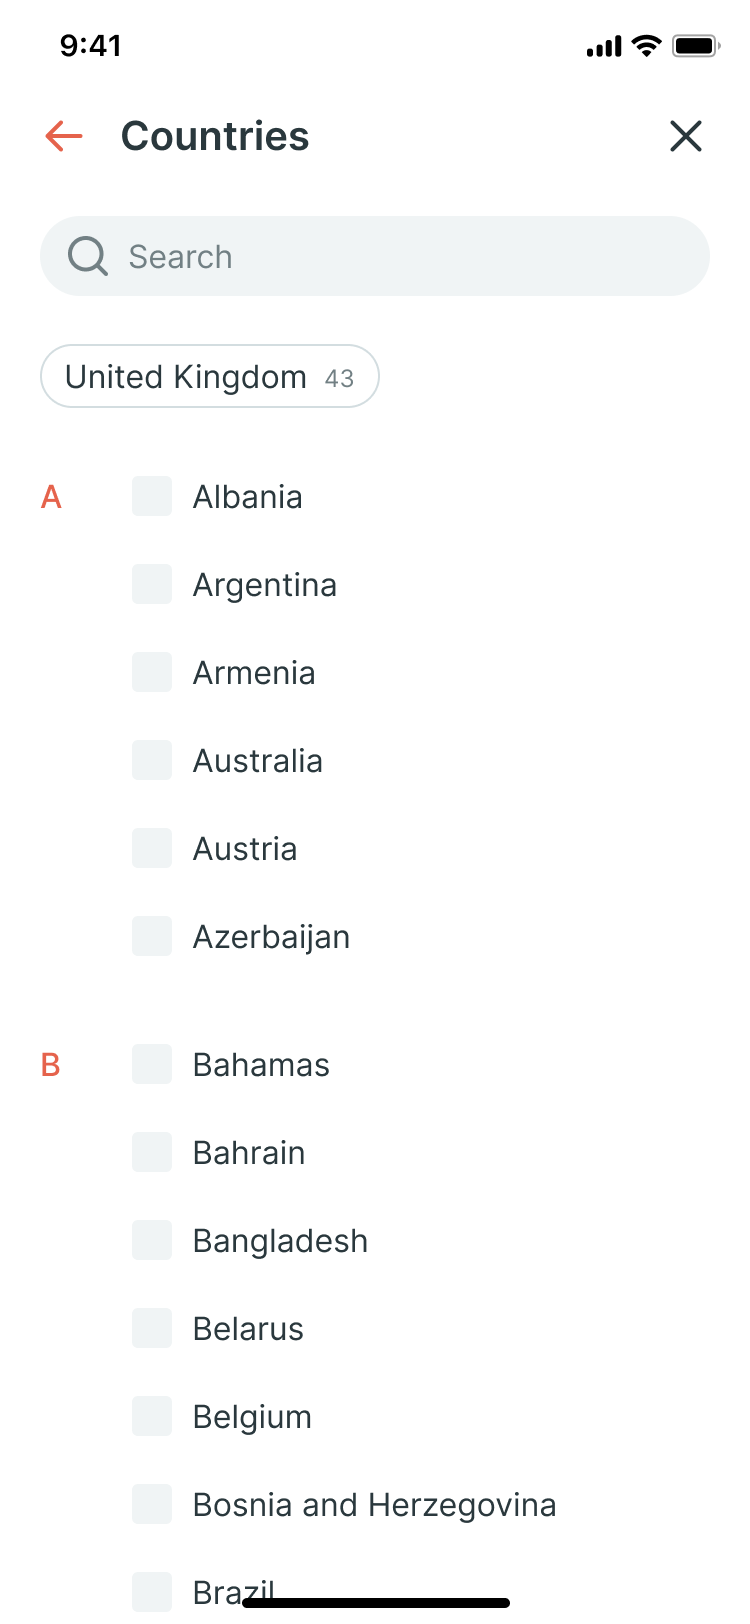 9:41
Countries
Search
United Kingdom 43
A Albania
Argentina
Armenia
Australia
Austria
Azerbaijan
B Bahamas
Bahrain
Bangladesh
Belarus
Belgium
Bosnia and Herzegovina
Brazil